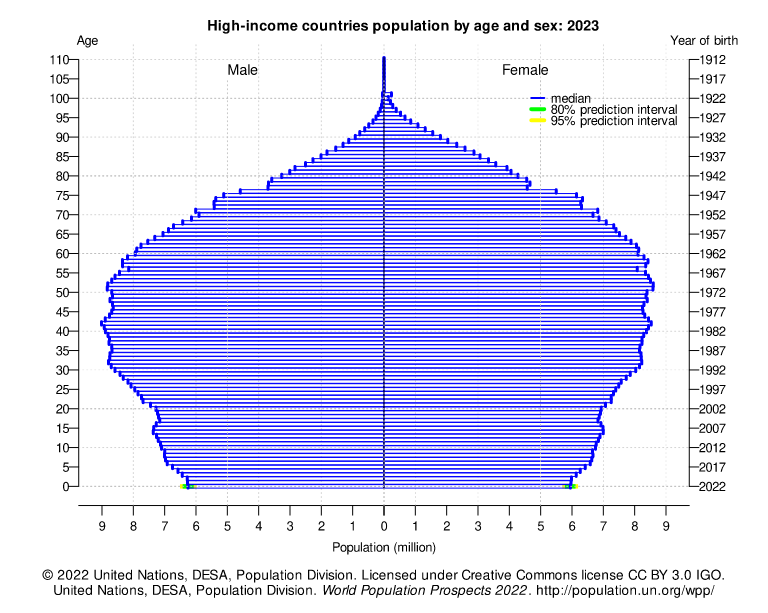 High-income countries population by age and sex: 2023
Age
Year of birth
Male
Female
median
80% prediction interval
95% prediction interval
110 1912
105 1917
100 1922
95 1927
90 1932
85 1937
80 1942
75 1947
70 1952
65 1957
60 1962
55 1967
50 1972
45 1977
40 1982
35 1987
30 1992
25 1997
20 2002
15 2007
10 2012
5 2017
0 2022
9 8 7 6 5 4 3 2 1 0 1 2 3 4 5 6 7 8 9
Population (million)
© 2022 United Nations, DESA, Population Division. Licensed under Creative Commons license CC BY 3.0 IGO.
United Nations, DESA, Population Division. World Population Prospects 2022. http://population.un.org/wpp/